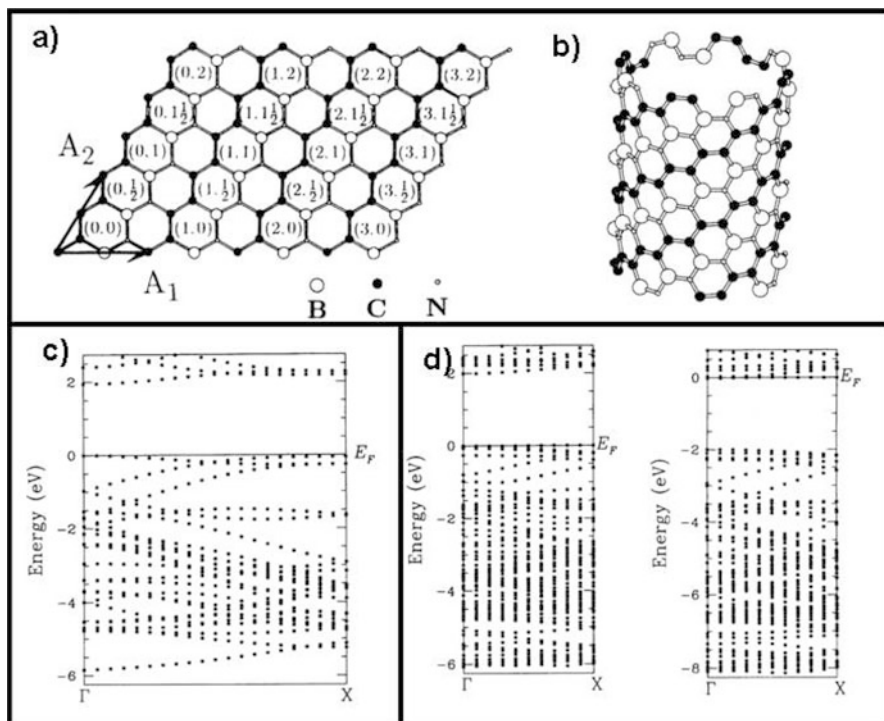 a)
(0.2) (1.2) (2.2) (3.2)
(0.1½) (1.1½) (2.1½) (3.1½)
A2 (0.1) (1.1) (2.1) (3.1)
(0.½) (1.½) (2.½) (3.½)
(0.0) (1.0) (2.0) (3.0)
A1
B C N
b)
c)
2
0 EF
-2
-4
-6
Energy (eV)
Γ X
d)
2
0 EF
-2
-4
-6
Energy (eV)
Γ X
0 EF
-2
-4
-6
-8
Energy (eV)
Γ X